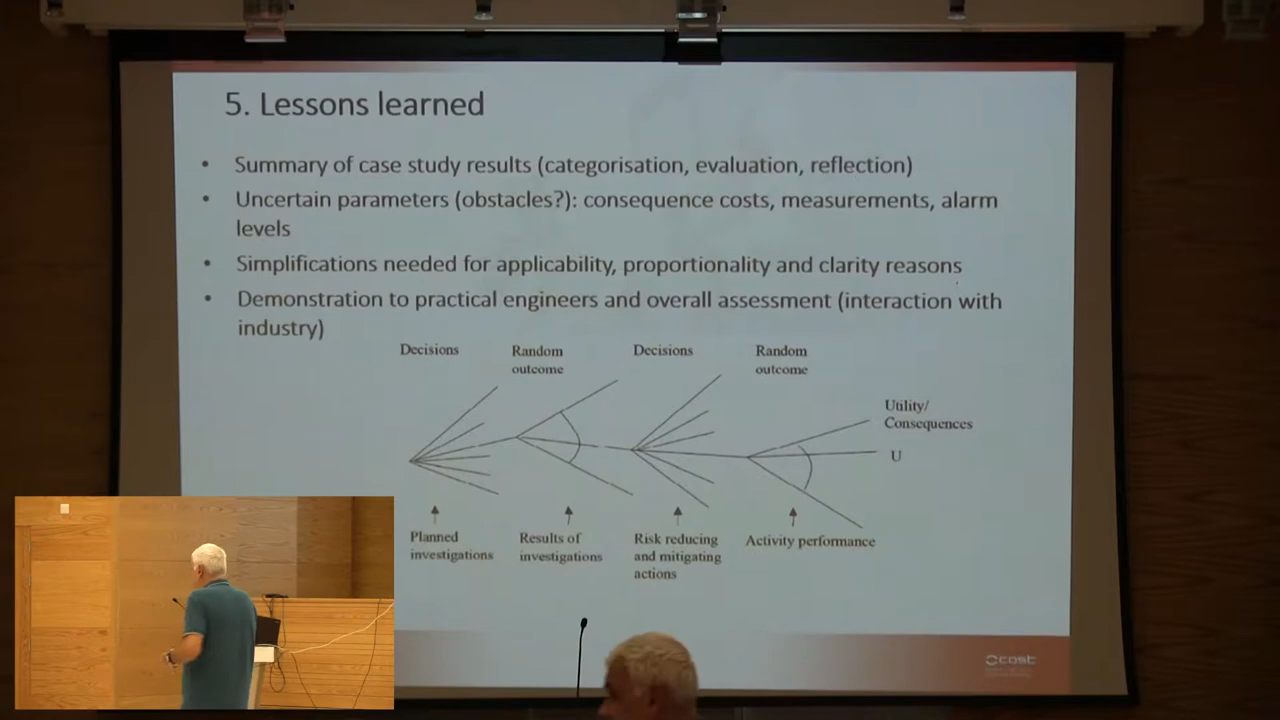 5. Lessons learned
• Summary of case study results (categorisation, evaluation, reflection)
• Uncertain parameters (obstacles?): consequence costs, measurements, alarm
levels
• Simplifications needed for applicability, proportionality and clarity reasons
• Demonstration to practical engineers and overall assessment (interaction with
industry)
Decisions
Random
outcome
Decisions
Random
outcome
Utility/
Consequences
U
Planned
investigations
Results of
investigations
Risk reducing
and mitigating
actions
Activity performance
cost